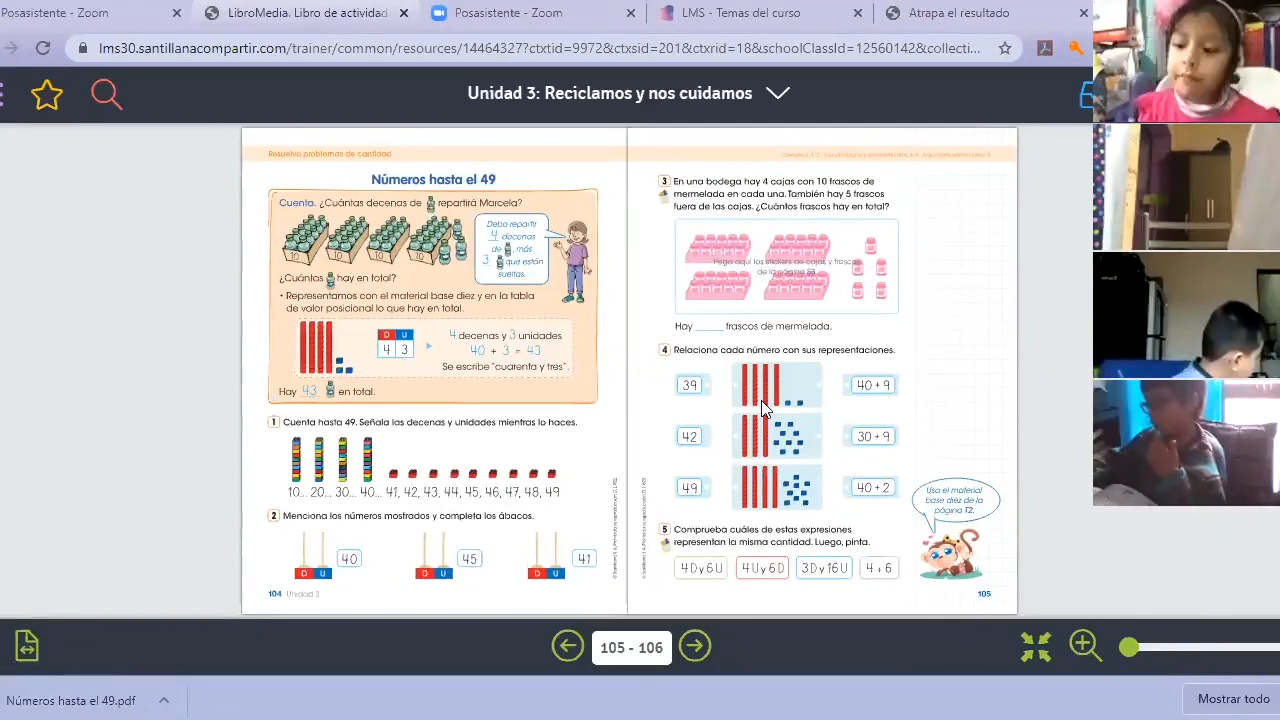 Posasistente - Zoom
LibroMedia. Libro de actividad
Posasistente - Zoom
LMS - Temas del curso
Atrapa el resultado
lms30.santillanacompartir.com/trainer/common/
es/14464327?ctxtid=9972&ctxsid=201&ctxrid=18&schoolClassId=12560142&collecti...
Unidad 3: Reciclamos y nos cuidamos
Resuelvo problemas de cantidad
Números hasta el 49
Cuenta. ¿Cuántas decenas de repartirá Marcela?
Debo repartir
4 decenas
de más
3 que están
sueltas.
¿Cuántos hay en total?
• Representamos con el material base diez y en la tabla
de valor posicional lo que hay en total.
D U
4 3
4 decenas y 3 unidades
40 + 3 = 43
Se escribe "cuarenta y tres".
Hay 43 en total.
1 Cuenta hasta 49. Señala las decenas y unidades mientras lo haces.
10... 20... 30... 40... 41, 42, 43, 44, 45, 46, 47, 48, 49
2 Menciona los números mostrados y completa los ábacos.
D U 40
D U 45
D U 41
104 Unidad 3
3 En una bodega hay 4 cajas con 10 frascos de
mermelada en cada una. También hay 5 frascos
fuera de las cajas. ¿Cuántos frascos hay en total?
Pega aquí los stickers de cajas y frascos
de la página
Hay _____ frascos de mermelada.
4 Relaciona cada número con sus representaciones.
39 40 + 9
42 30 + 9
49 40 + 2
Usa el material
base diez de la
página T2.
5 Comprueba cuáles de estas expresiones
representan la misma cantidad. Luego, pinta.
4 D y 6 U 4 U y 6 D 3 D y 16 U 4 + 6
105
105 - 106
Números hasta el 49.pdf
Mostrar todo